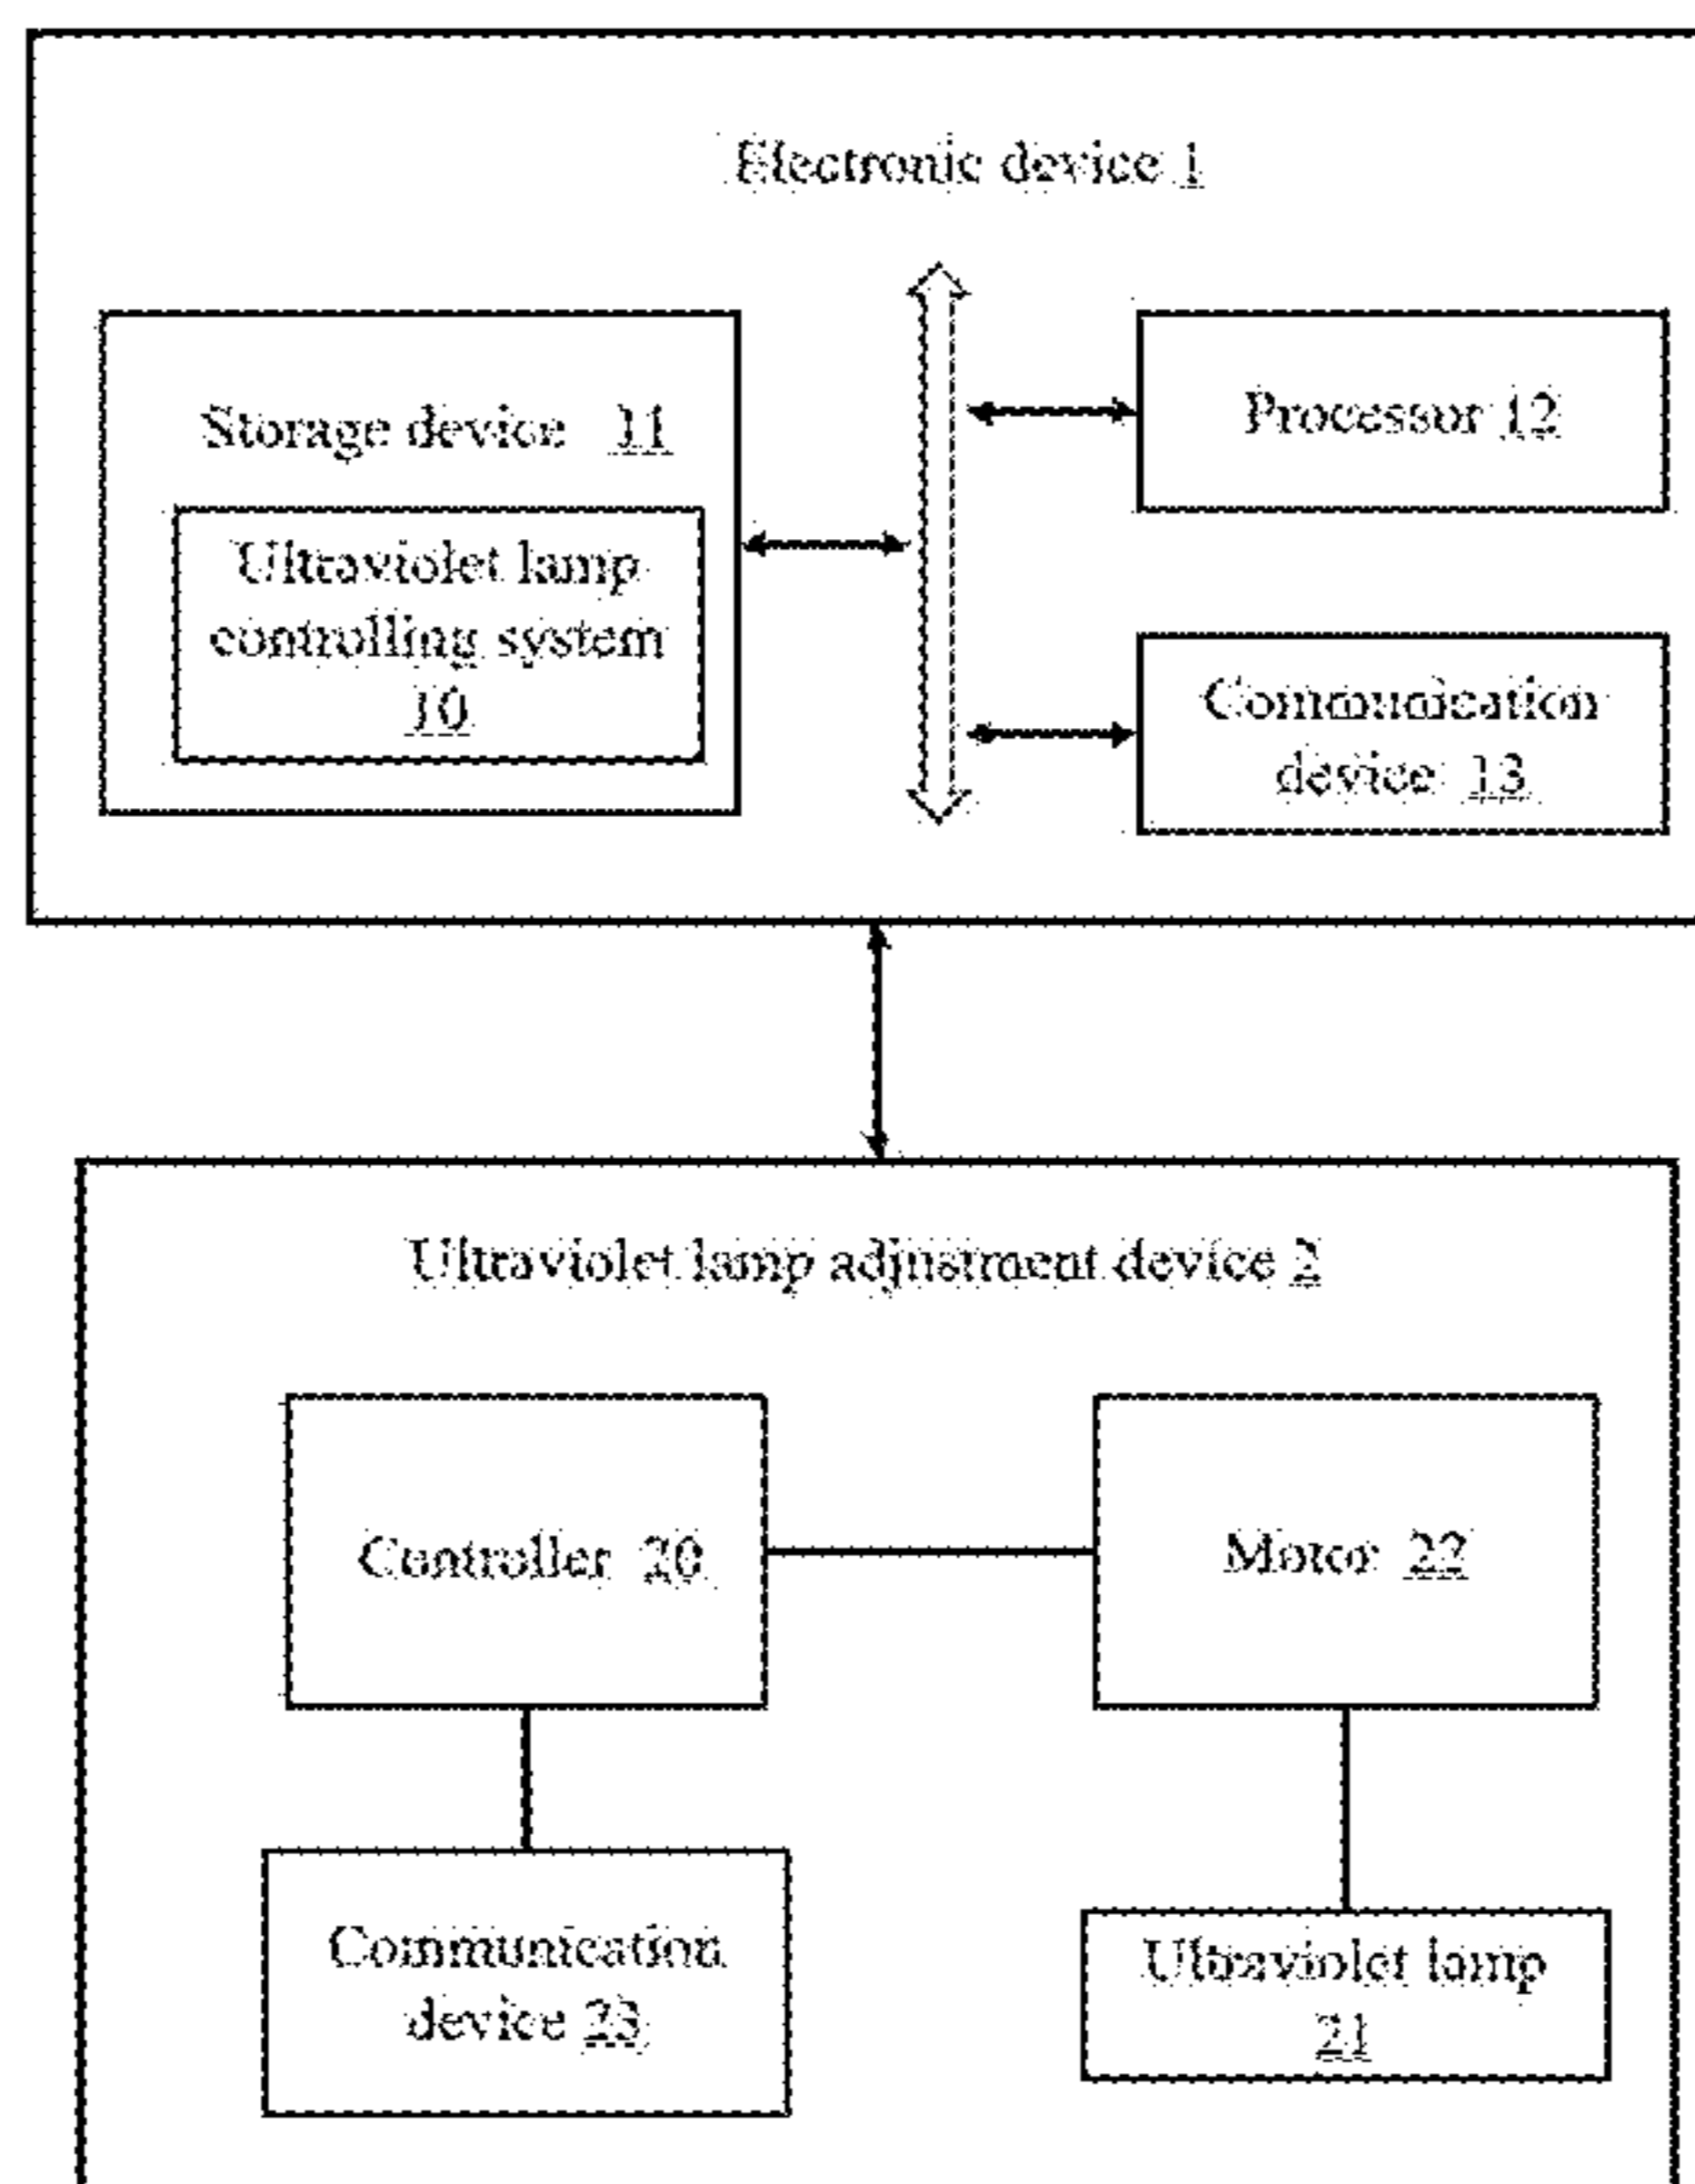 Electronic device 1
Storage device 11
Processor 12
Ultraviolet lamp
controlling system
10
Communication
device 13
Ultraviolet lamp adjustment device 2
Controller 20
Motor 22
Communication
device 23
Ultraviolet lamp
21